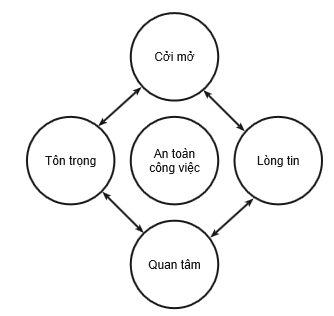 Cởi mở
Tôn trọng
An toàn
công việc
Lòng tin
Quan tâm